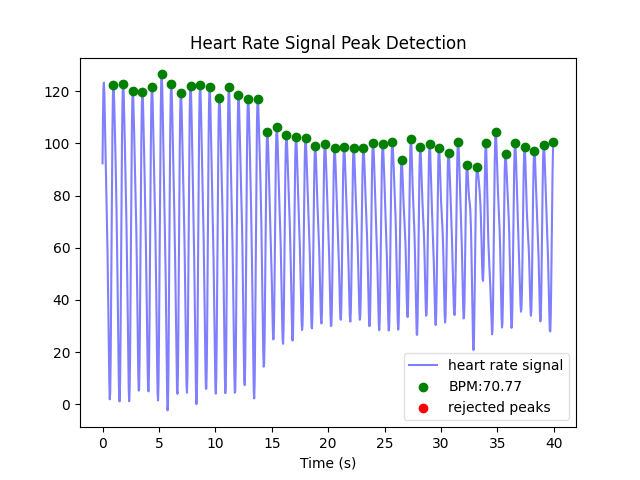 Heart Rate Signal Peak Detection
120
100
80
60
40
20
0
heart rate signal
BPM:70.77
rejected peaks
0 5 10 15 20 25 30 35 40
Time (s)